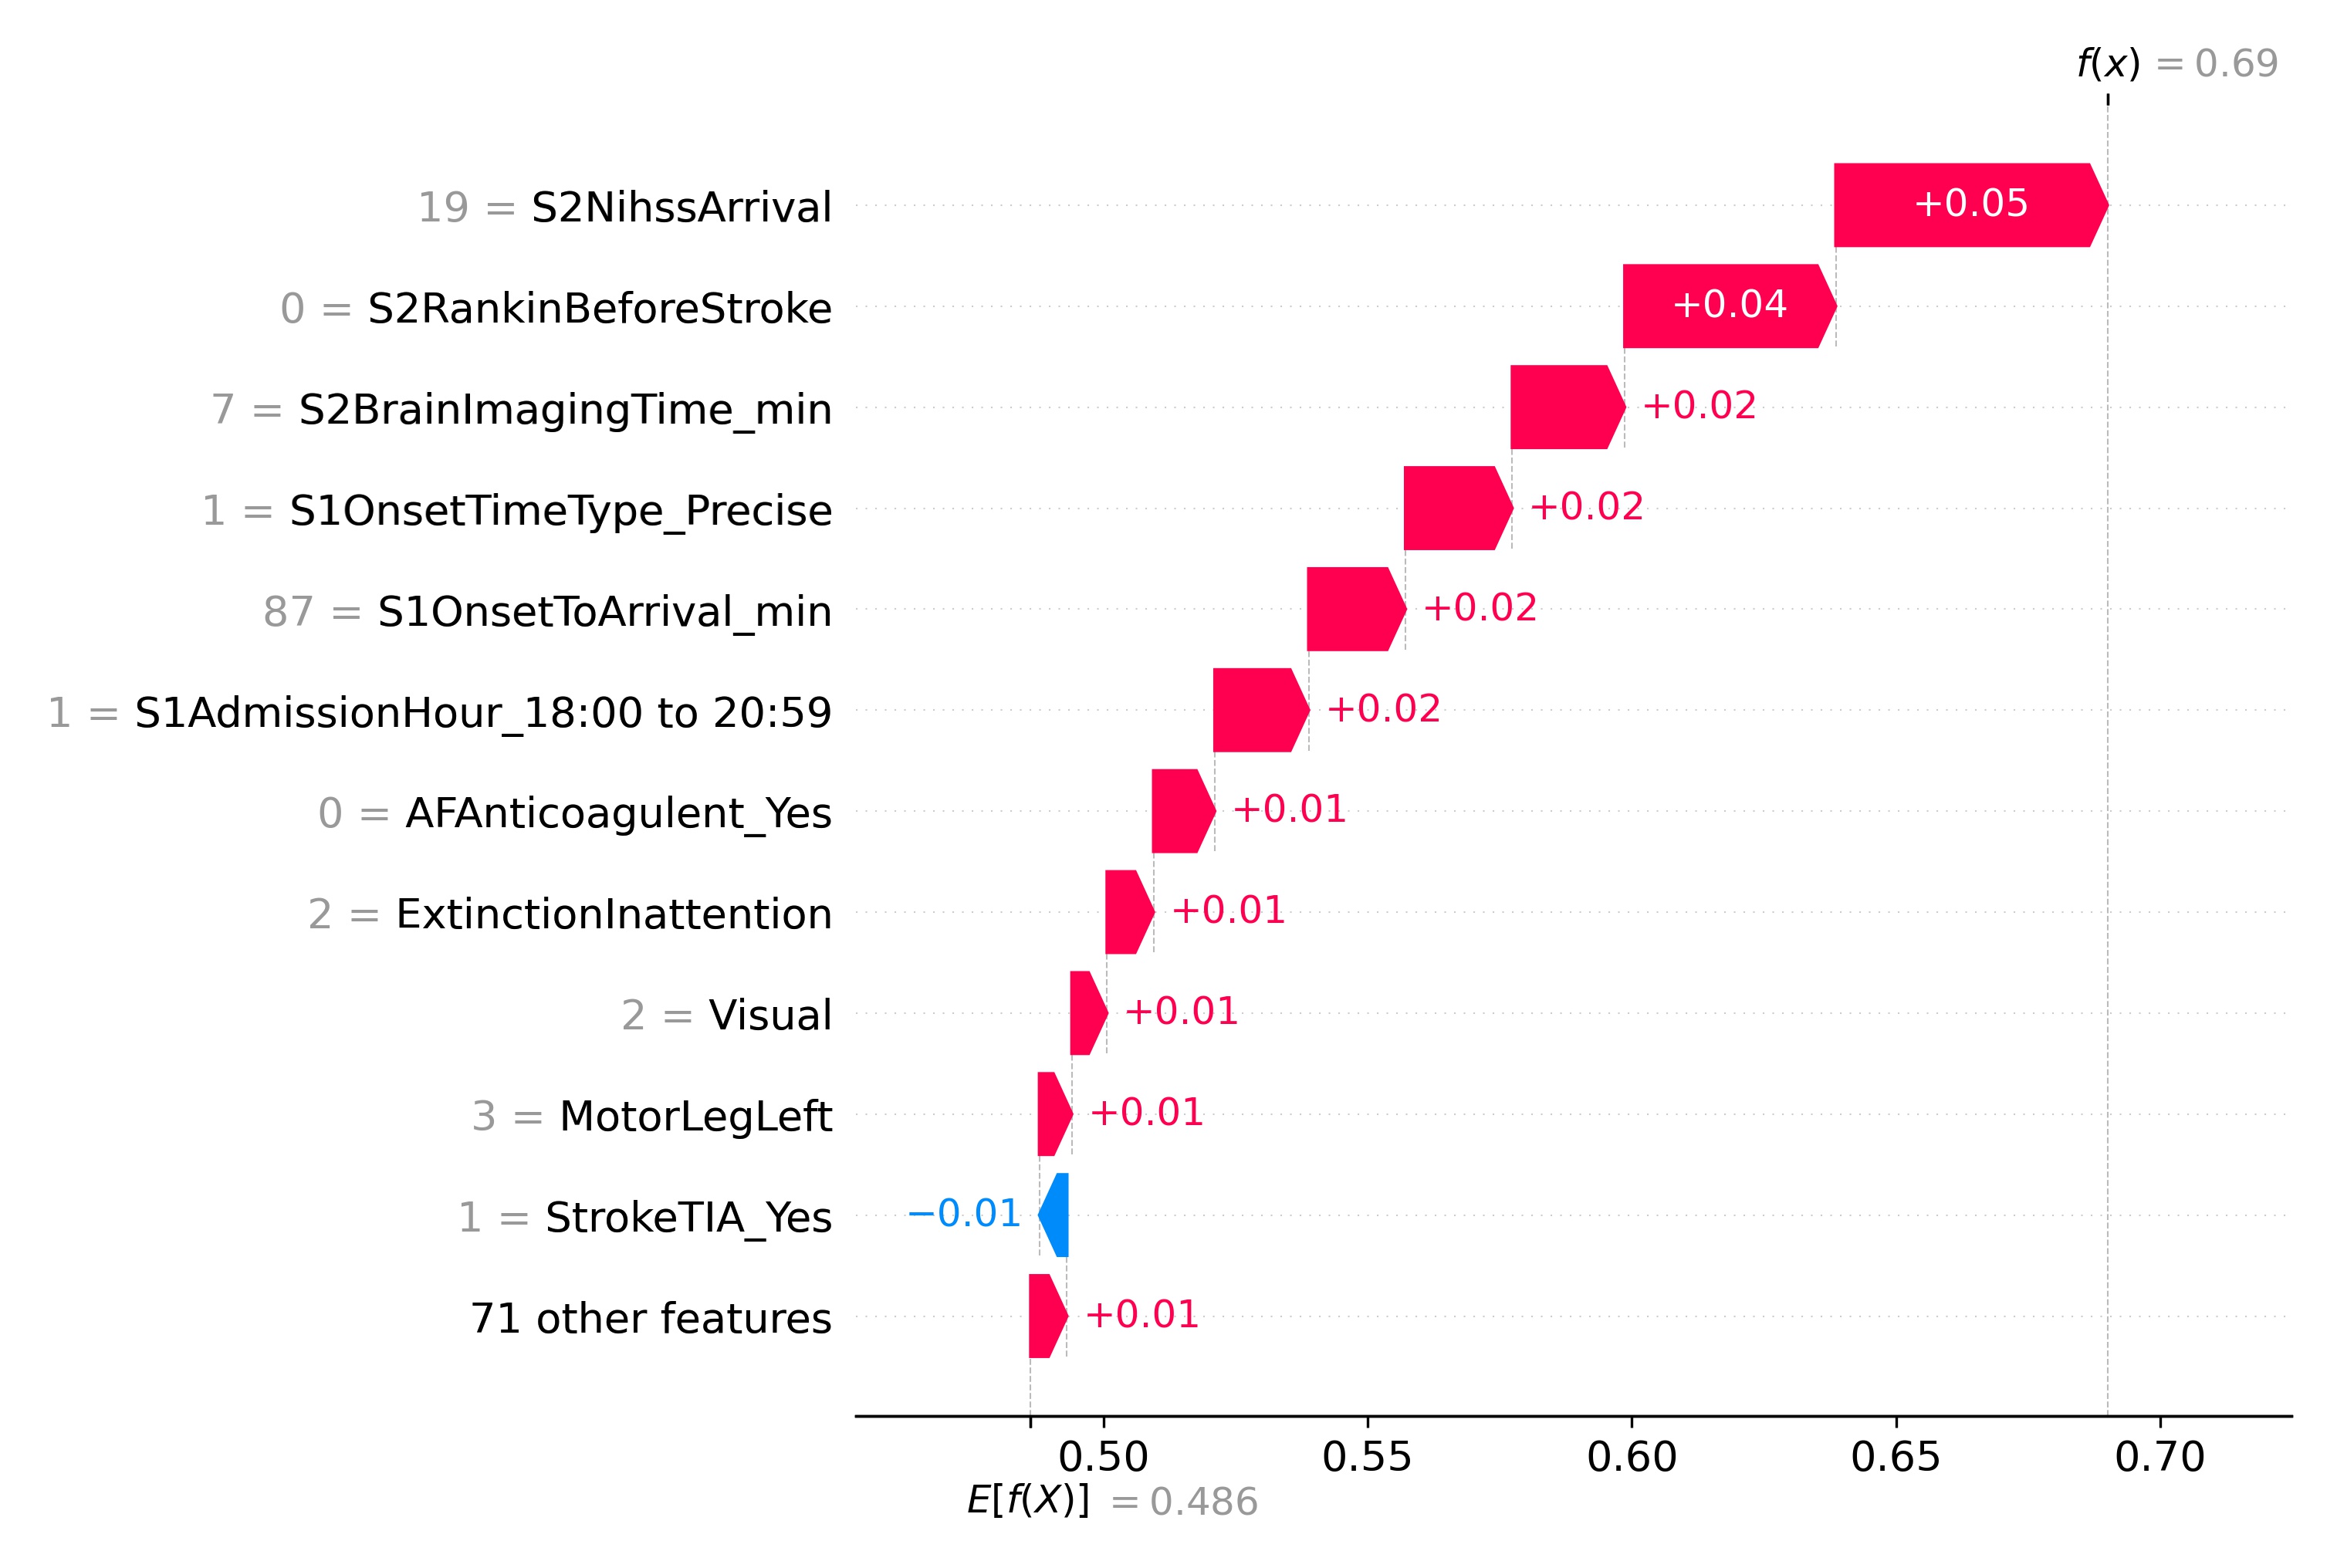 f(x) = 0.69
19 = S2NihssArrival +0.05
0 = S2RankinBeforeStroke +0.04
7 = S2BrainImagingTime_min +0.02
1 = S1OnsetTimeType_Precise +0.02
87 = S1OnsetToArrival_min +0.02
1 = S1AdmissionHour_18:00 to 20:59 +0.02
0 = AFAnticoagulent_Yes +0.01
2 = ExtinctionInattention +0.01
2 = Visual +0.01
3 = MotorLegLeft +0.01
1 = StrokeTIA_Yes −0.01
71 other features +0.01
0.50 0.55 0.60 0.65 0.70
E[f(X)] = 0.486